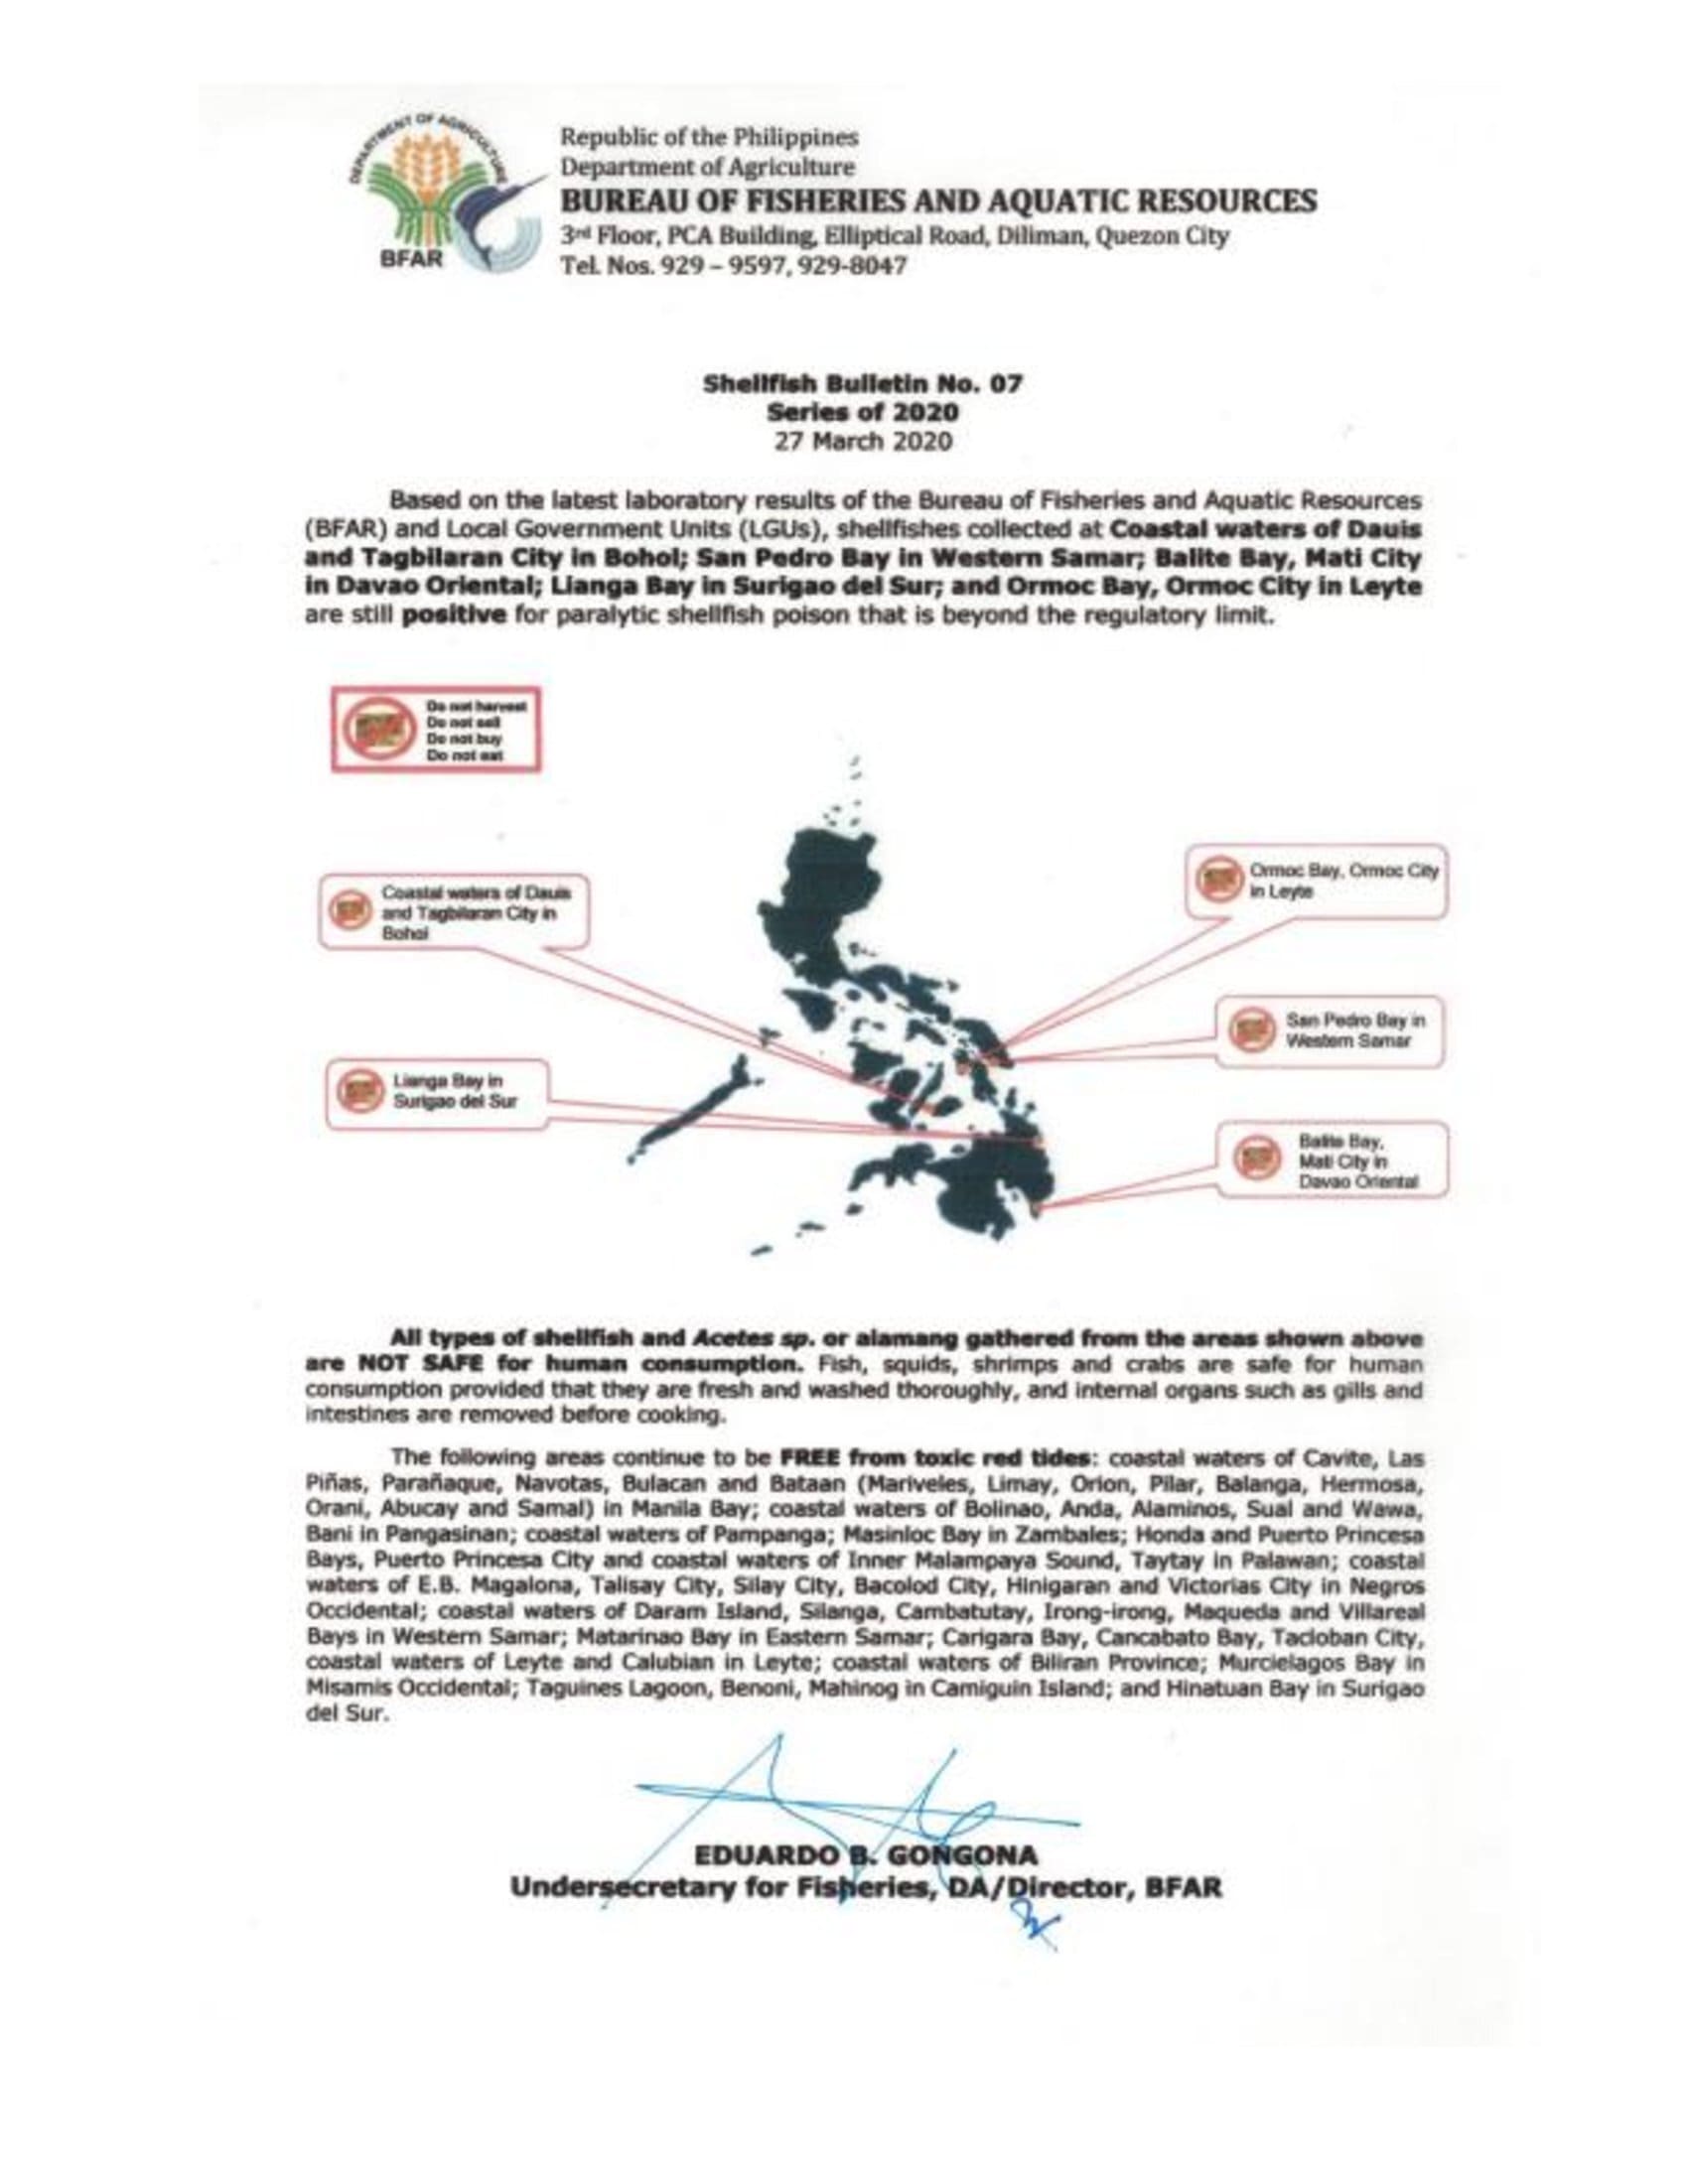 DEPARTMENT OF AGRICULTURE
BFAR
Republic of the Philippines
Department of Agriculture
BUREAU OF FISHERIES AND AQUATIC RESOURCES
3rd Floor, PCA Building, Elliptical Road, Diliman, Quezon City
Tel. Nos. 929 – 9597, 929-8047
Shellfish Bulletin No. 07
Series of 2020
27 March 2020
Based on the latest laboratory results of the Bureau of Fisheries and Aquatic Resources
(BFAR) and Local Government Units (LGUs), shellfishes collected at Coastal waters of Dauis
and Tagbilaran City in Bohol; San Pedro Bay in Western Samar; Balite Bay, Mati City
in Davao Oriental; Lianga Bay in Surigao del Sur; and Ormoc Bay, Ormoc City in Leyte
are still positive for paralytic shellfish poison that is beyond the regulatory limit.
Do not harvest
Do not sell
Do not buy
Do not eat
Coastal waters of Dauis
and Tagbilaran City in
Bohol
Ormoc Bay, Ormoc City
in Leyte
San Pedro Bay in
Western Samar
Lianga Bay in
Surigao del Sur
Balite Bay,
Mati City in
Davao Oriental
All types of shellfish and Acetes sp. or alamang gathered from the areas shown above
are NOT SAFE for human consumption. Fish, squids, shrimps and crabs are safe for human
consumption provided that they are fresh and washed thoroughly, and internal organs such as gills and
intestines are removed before cooking.
The following areas continue to be FREE from toxic red tides: coastal waters of Cavite, Las
Piñas, Parañaque, Navotas, Bulacan and Bataan (Mariveles, Limay, Orion, Pilar, Balanga, Hermosa,
Orani, Abucay and Samal) in Manila Bay; coastal waters of Bolinao, Anda, Alaminos, Sual and Wawa,
Bani in Pangasinan; coastal waters of Pampanga; Masinloc Bay in Zambales; Honda and Puerto Princesa
Bays, Puerto Princesa City and coastal waters of Inner Malampaya Sound, Taytay in Palawan; coastal
waters of E.B. Magalona, Talisay City, Silay City, Bacolod City, Hinigaran and Victorias City in Negros
Occidental; coastal waters of Daram Island, Silanga, Cambatutay, Irong-irong, Maqueda and Villareal
Bays in Western Samar; Matarinao Bay in Eastern Samar; Carigara Bay, Cancabato Bay, Tacloban City,
coastal waters of Leyte and Calubian in Leyte; coastal waters of Biliran Province; Murcielagos Bay in
Misamis Occidental; Taguines Lagoon, Benoni, Mahinog in Camiguin Island; and Hinatuan Bay in Surigao
del Sur.
EDUARDO B. GONGONA
Undersecretary for Fisheries, DA/Director, BFAR